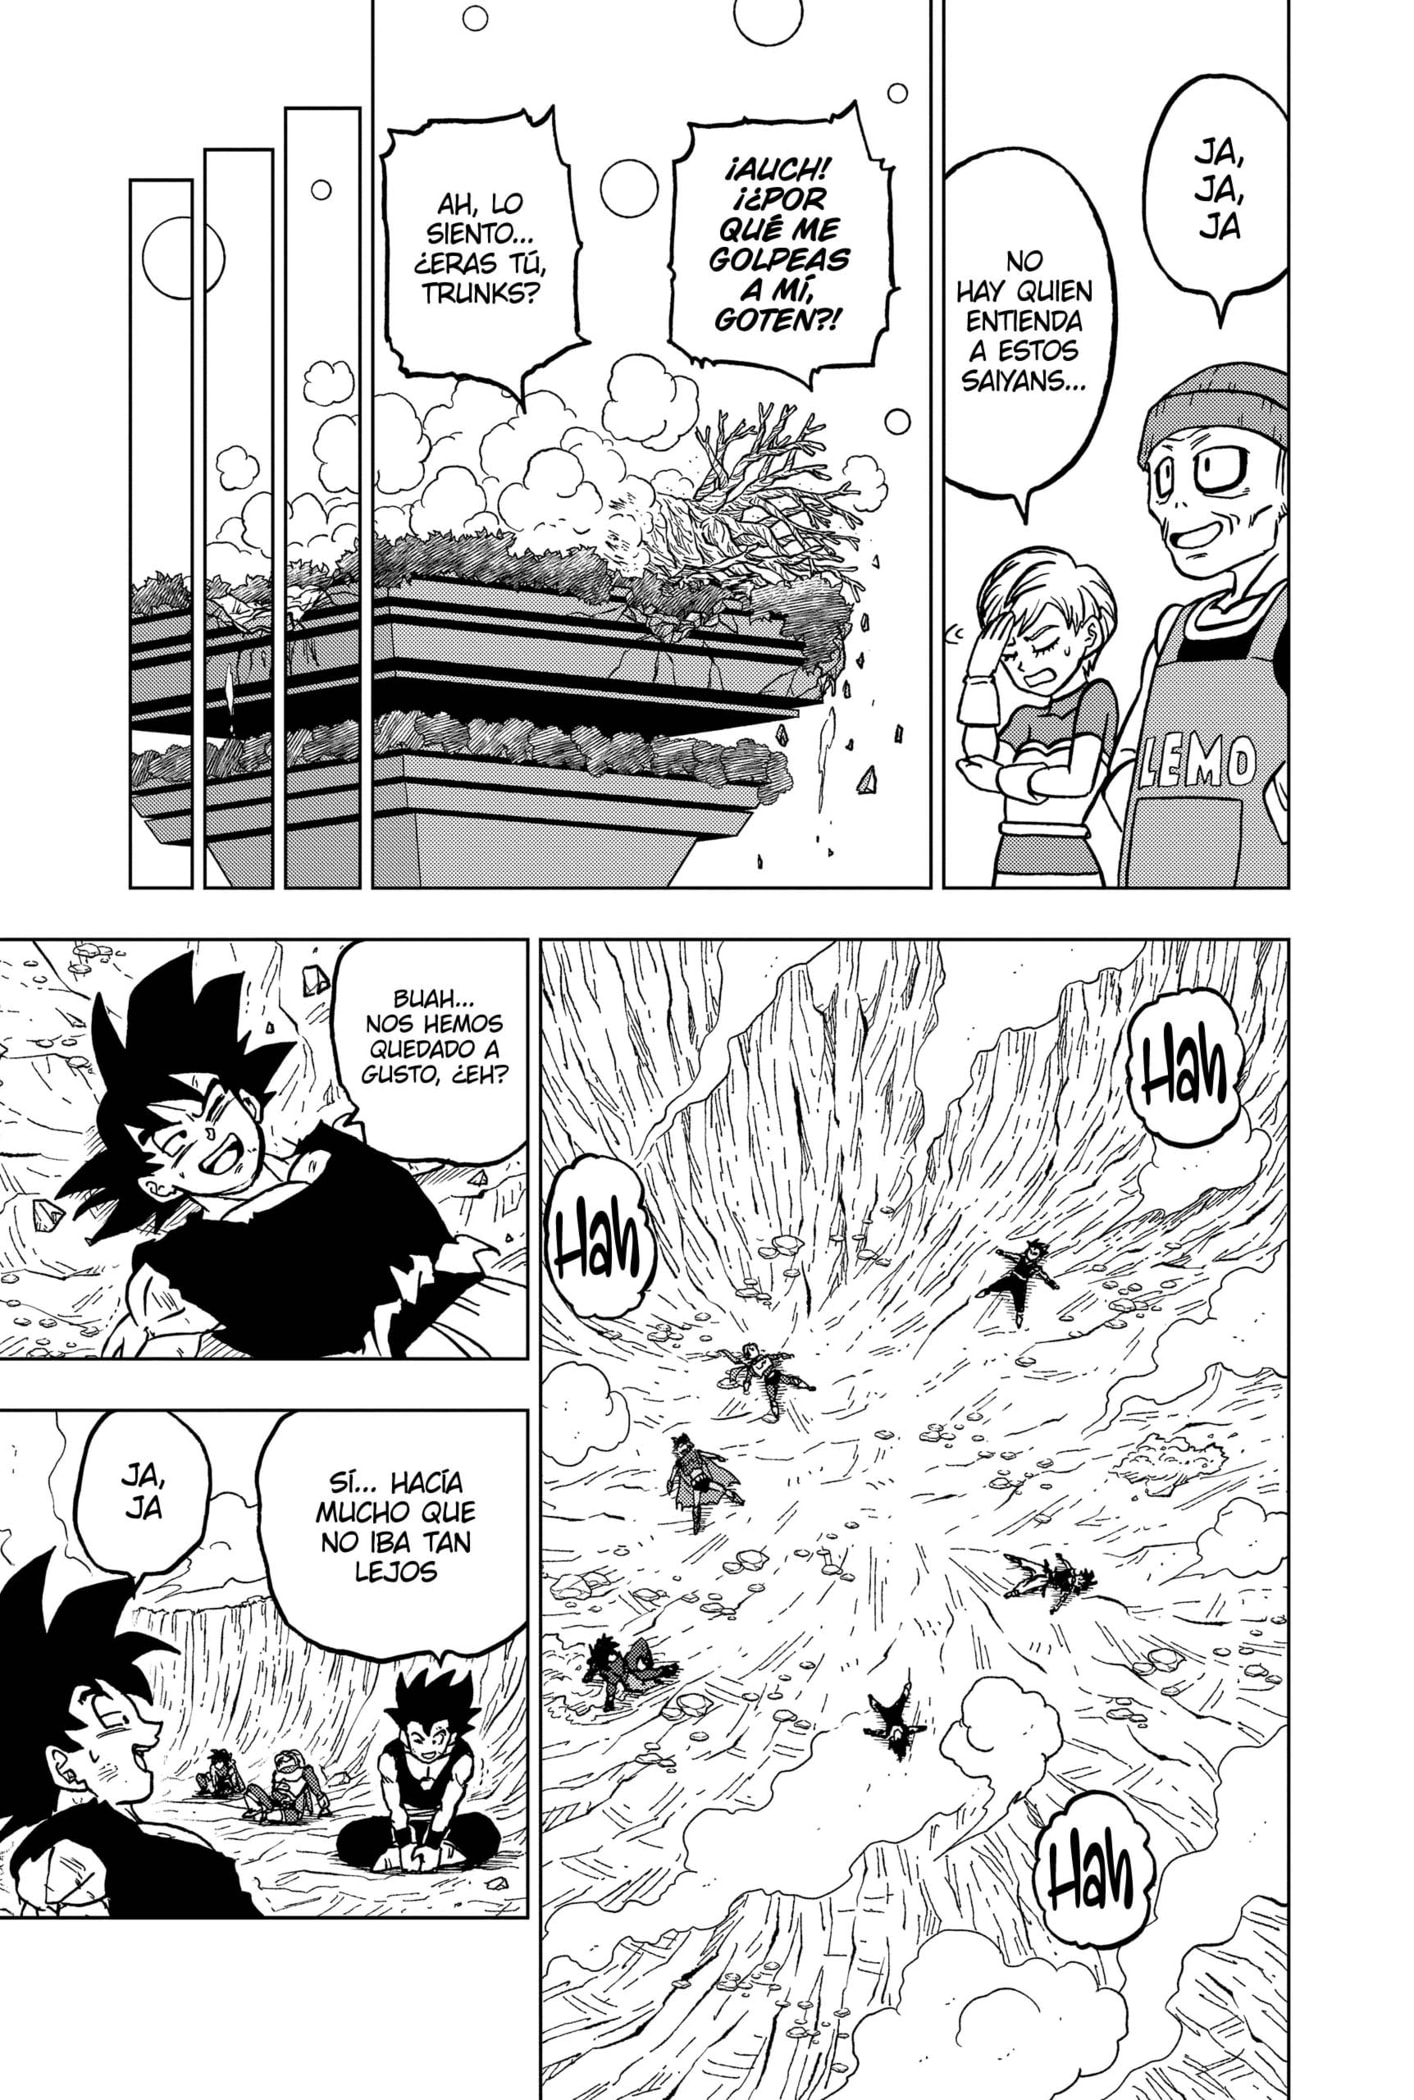 JA,
JA,
JA
NO
HAY QUIEN
ENTIENDA
A ESTOS
SAIYANS...
LEMO
¡AUCH!
¡¿POR
QUÉ ME
GOLPEAS
A MÍ,
GOTEN?!
AH, LO
SIENTO...
¿ERAS TÚ,
TRUNKS?
Hah
Hah
Hah
BUAH...
NOS HEMOS
QUEDADO A
GUSTO, ¿EH?
SÍ... HACÍA
MUCHO QUE
NO IBA TAN
LEJOS
JA,
JA